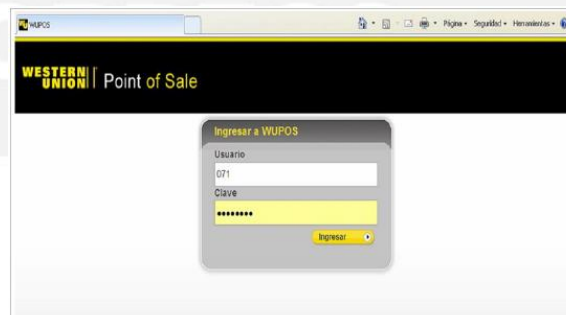 WUPOS
Página Seguridad Herramientas
WESTERN UNION Point of Sale
Ingresar a WUPOS
Usuario
071
Clave
••••••••
Ingresar